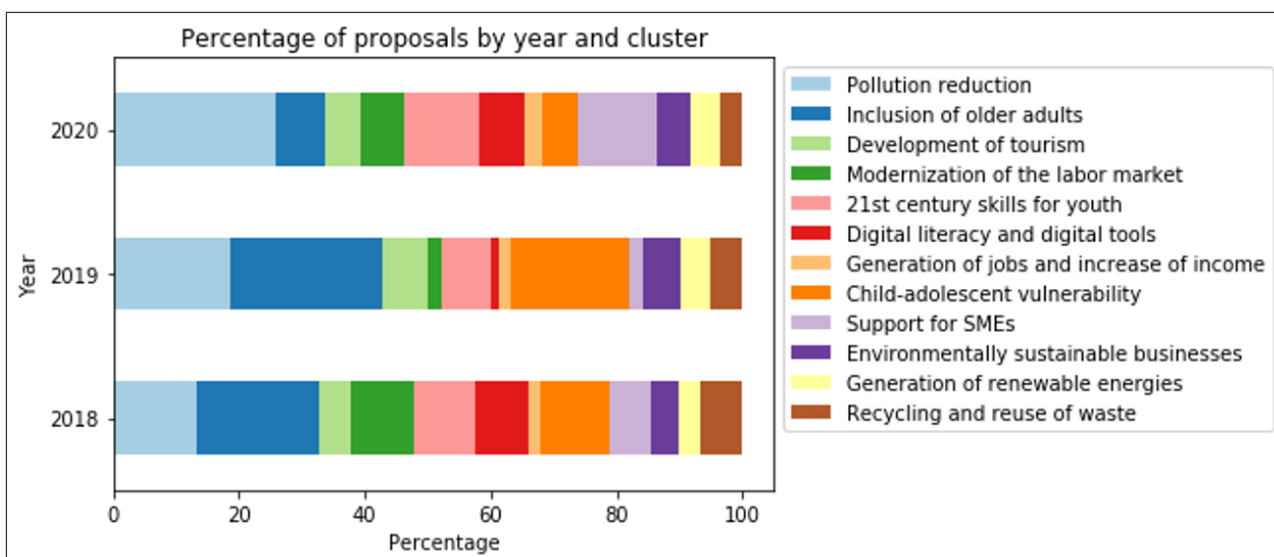 Percentage of proposals by year and cluster
Year
2020
2019
2018
0 20 40 60 80 100
Percentage
Pollution reduction
Inclusion of older adults
Development of tourism
Modernization of the labor market
21st century skills for youth
Digital literacy and digital tools
Generation of jobs and increase of income
Child-adolescent vulnerability
Support for SMEs
Environmentally sustainable businesses
Generation of renewable energies
Recycling and reuse of waste